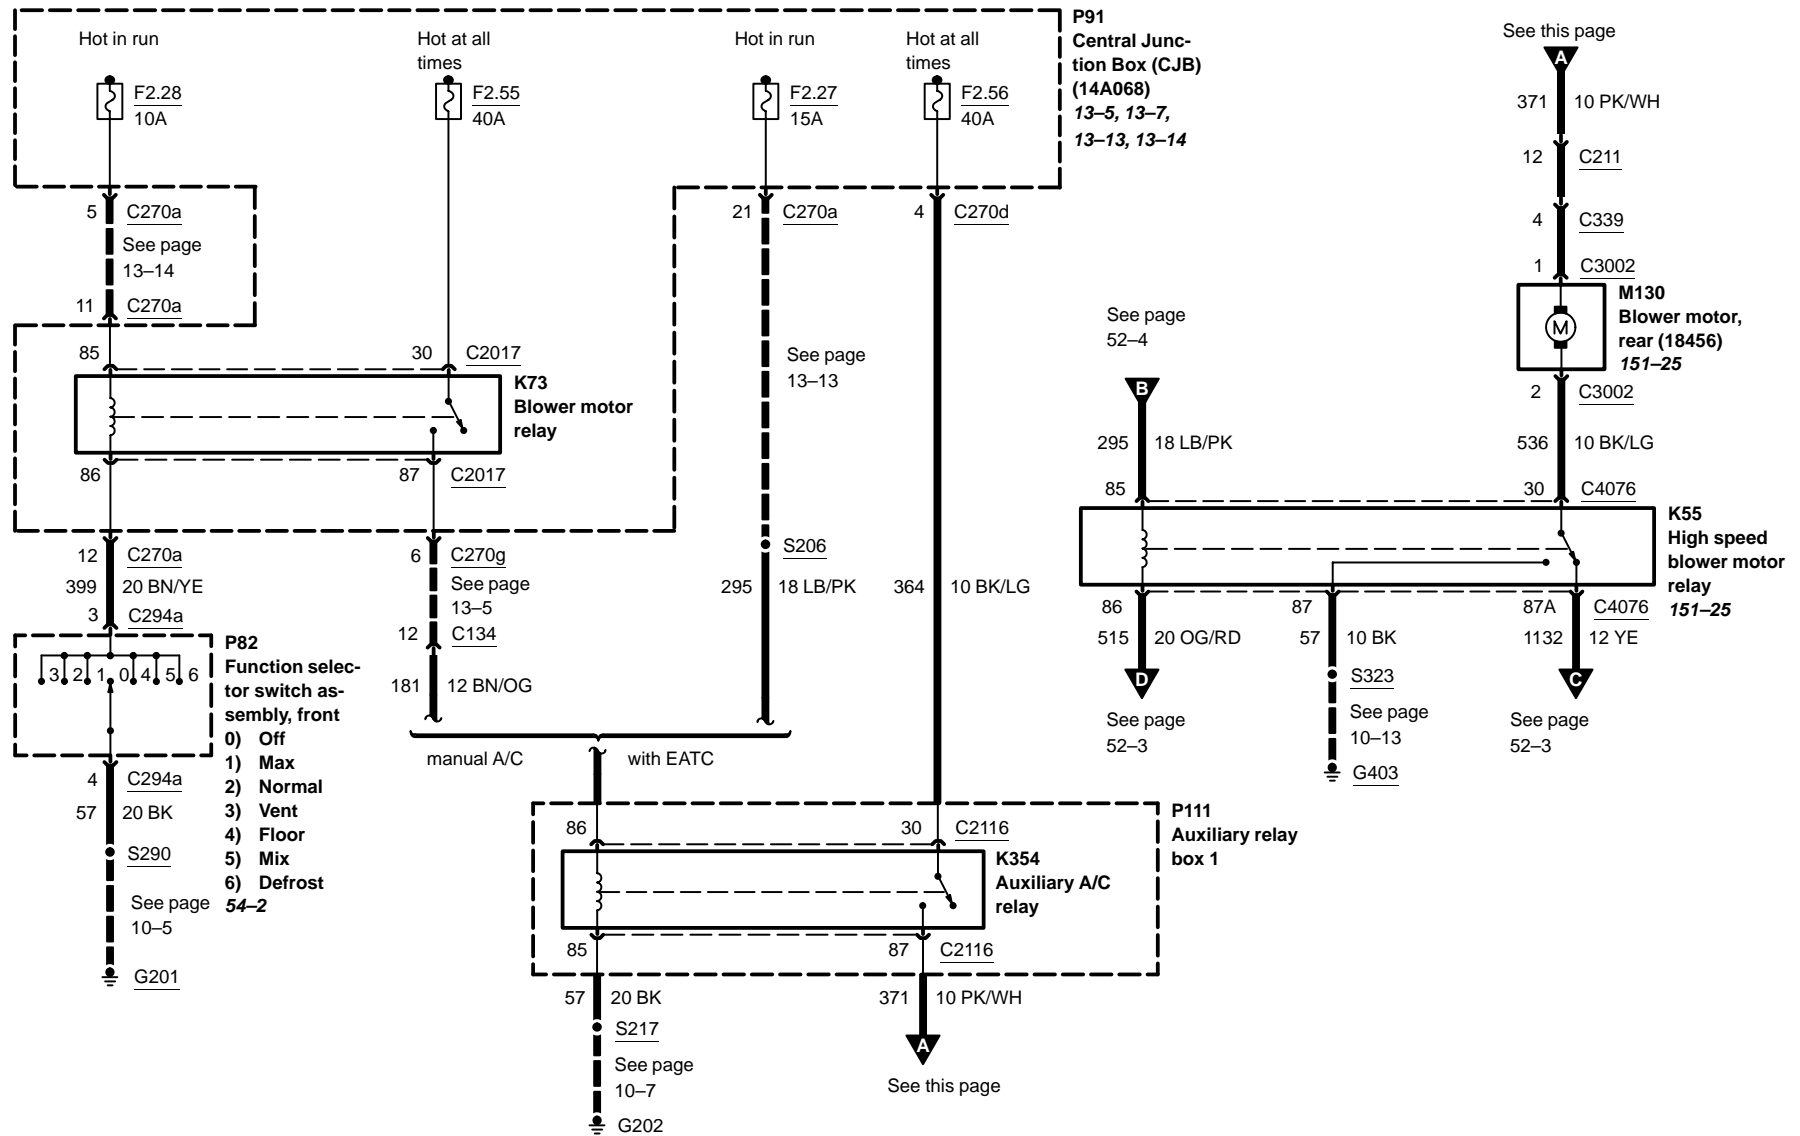 Hot in run
Hot at all
times
Hot in run
Hot at all
times
F2.28
10A
F2.55
40A
F2.27
15A
F2.56
40A
P91
Central Junc-
tion Box (CJB)
(14A068)
13–5, 13–7,
13–13, 13–14
5 C270a
See page
13–14
11 C270a
21 C270a
4 C270d
85
30 C2017
K73
Blower motor
relay
86
87 C2017
See page
13–13
12 C270a
399 20 BN/YE
3 C294a
6 C270g
See page
13–5
12 C134
181 12 BN/OG
S206
295 18 LB/PK
364 10 BK/LG
3 2 1 0 4 5 6
P82
Function selec-
tor switch as-
sembly, front
0) Off
1) Max
2) Normal
3) Vent
4) Floor
5) Mix
6) Defrost
54–2
4 C294a
57 20 BK
S290
See page
10–5
G201
manual A/C
with EATC
86
30 C2116
P111
Auxiliary relay
box 1
K354
Auxiliary A/C
relay
85
87 C2116
57 20 BK
371 10 PK/WH
S217
See page
10–7
G202
A
See this page
See this page
A
371 10 PK/WH
12 C211
4 C339
1 C3002
M
M130
Blower motor,
rear (18456)
151–25
2 C3002
See page
52–4
B
295 18 LB/PK
536 10 BK/LG
85
30 C4076
K55
High speed
blower motor
relay
151–25
86
87
87A C4076
515 20 OG/RD
57 10 BK
1132 12 YE
D
S323
C
See page
52–3
See page
10–13
See page
52–3
G403